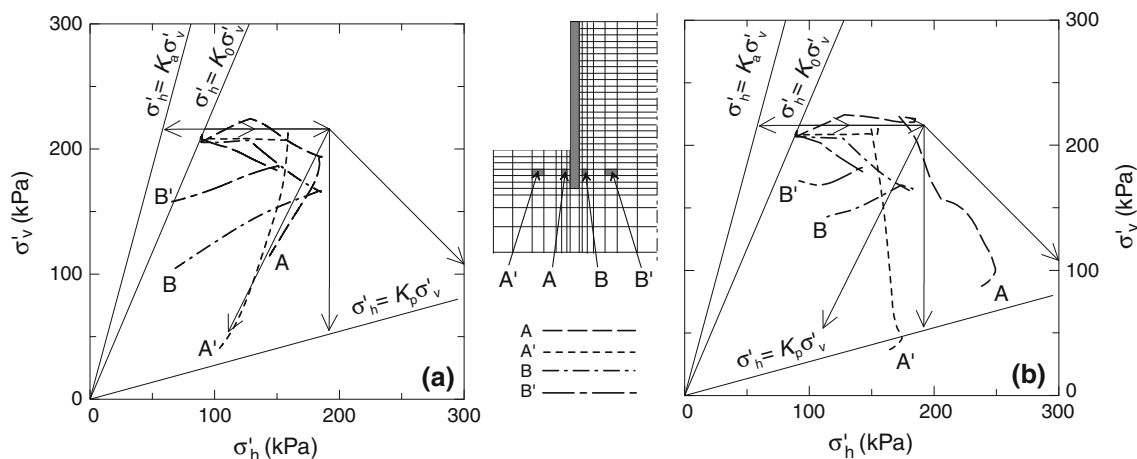 300
200
100
0
σ'v (kPa)
σ'h = Kaσ'v
σ'h = K0σ'v
B'
B
A
A'
σ'h = Kpσ'v
(a)
0
100
200
300
σ'h (kPa)
A' A B B'
A
A'
B
B'
300
200
100
0
σ'v (kPa)
σ'h = Kaσ'v
σ'h = K0σ'v
B'
B
A
A'
σ'h = Kpσ'v
(b)
0
100
200
300
σ'h (kPa)